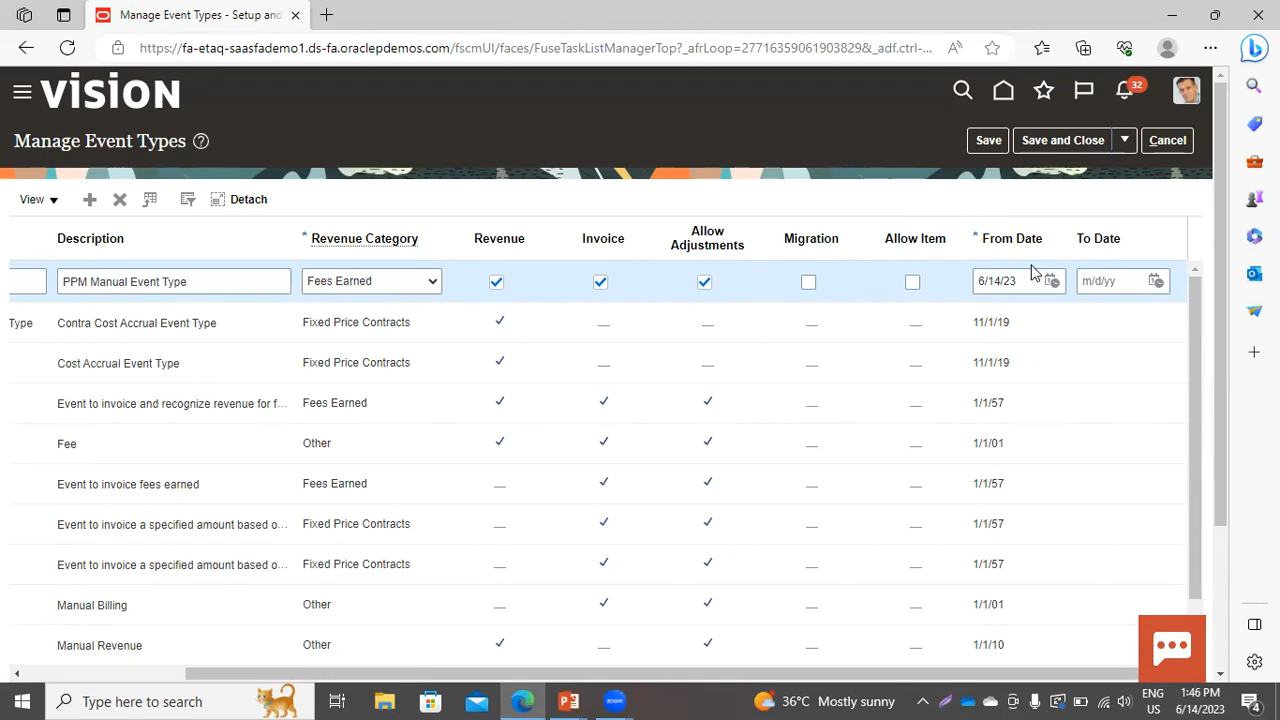 Manage Event Types - Setup and
https://fa-etaq-saasfademo1.ds-fa.oraclepdemos.com/fscmUI/faces/FuseTaskListManagerTop?_afrLoop=27716359061903829&_adf.ctrl-...
VISION
32
Manage Event Types
Save
Save and Close
Cancel
View
Detach
Description
* Revenue Category
Revenue
Invoice
Allow Adjustments
Migration
Allow Item
* From Date
To Date
PPM Manual Event Type Fees Earned 6/14/23 m/d/yy
Type Contra Cost Accrual Event Type Fixed Price Contracts 11/1/19
Cost Accrual Event Type Fixed Price Contracts 11/1/19
Event to invoice and recognize revenue for f... Fees Earned 1/1/57
Fee Other 1/1/01
Event to invoice fees earned Fees Earned 1/1/57
Event to invoice a specified amount based o... Fixed Price Contracts 1/1/57
Event to invoice a specified amount based o... Fixed Price Contracts 1/1/57
Manual Billing Other 1/1/01
Manual Revenue Other 1/1/10
Type here to search
zoom
36°C Mostly sunny
ENG
US
1:46 PM
6/14/2023
4